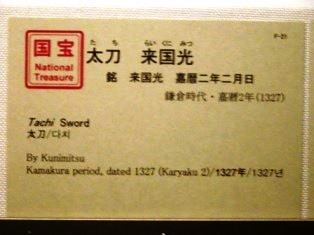 国宝
National
Treasure
たち　らいくにみつ
太刀　来国光
F-21
銘　来国光　嘉暦二年二月日
鎌倉時代・嘉暦2年(1327)
Tachi Sword
太刀/다치
By Kunimitsu
Kamakura period, dated 1327 (Karyaku 2)/1327年/1327년